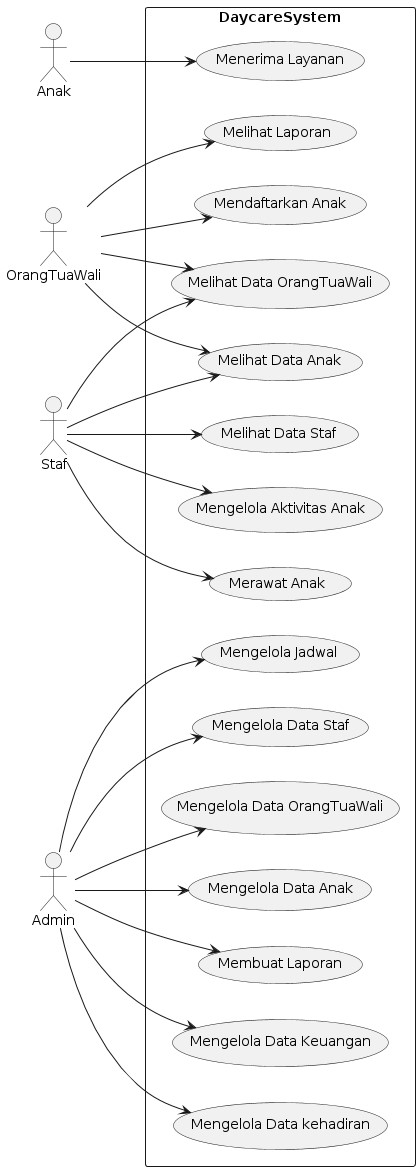 DaycareSystem
Menerima Layanan
Anak
Melihat Laporan
Mendaftarkan Anak
OrangTuaWali
Melihat Data OrangTuaWali
Melihat Data Anak
Melihat Data Staf
Staf
Mengelola Aktivitas Anak
Merawat Anak
Mengelola Jadwal
Mengelola Data Staf
Mengelola Data OrangTuaWali
Mengelola Data Anak
Admin
Membuat Laporan
Mengelola Data Keuangan
Mengelola Data kehadiran